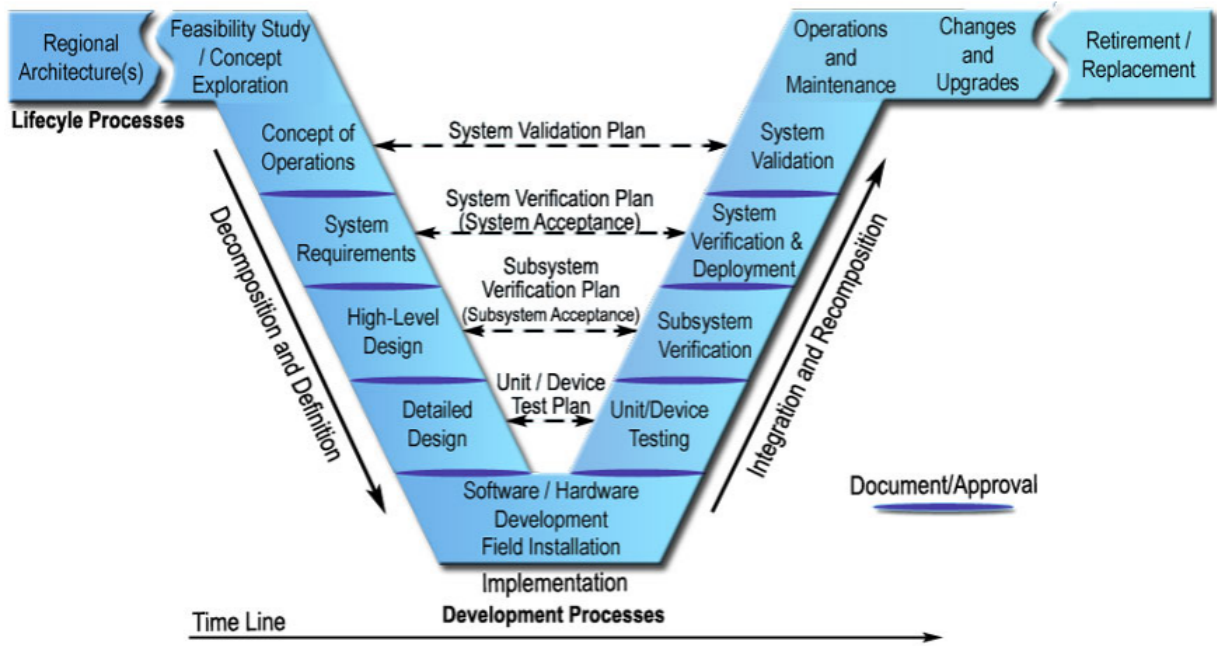 Regional
Architecture(s)
Feasibility Study
/ Concept
Exploration
Operations
and
Maintenance
Changes
and
Upgrades
Retirement /
Replacement
Lifecyle Processes
Concept of
Operations
System Validation Plan
System
Validation
System Verification Plan
(System Acceptance)
System
Requirements
System
Verification &
Deployment
Subsystem
Verification Plan
(Subsystem Acceptance)
High-Level
Design
Subsystem
Verification
Unit / Device
Test Plan
Detailed
Design
Unit/Device
Testing
Decomposition and Definition
Integration and Recomposition
Software / Hardware
Development
Field Installation
Document/Approval
Implementation
Development Processes
Time Line